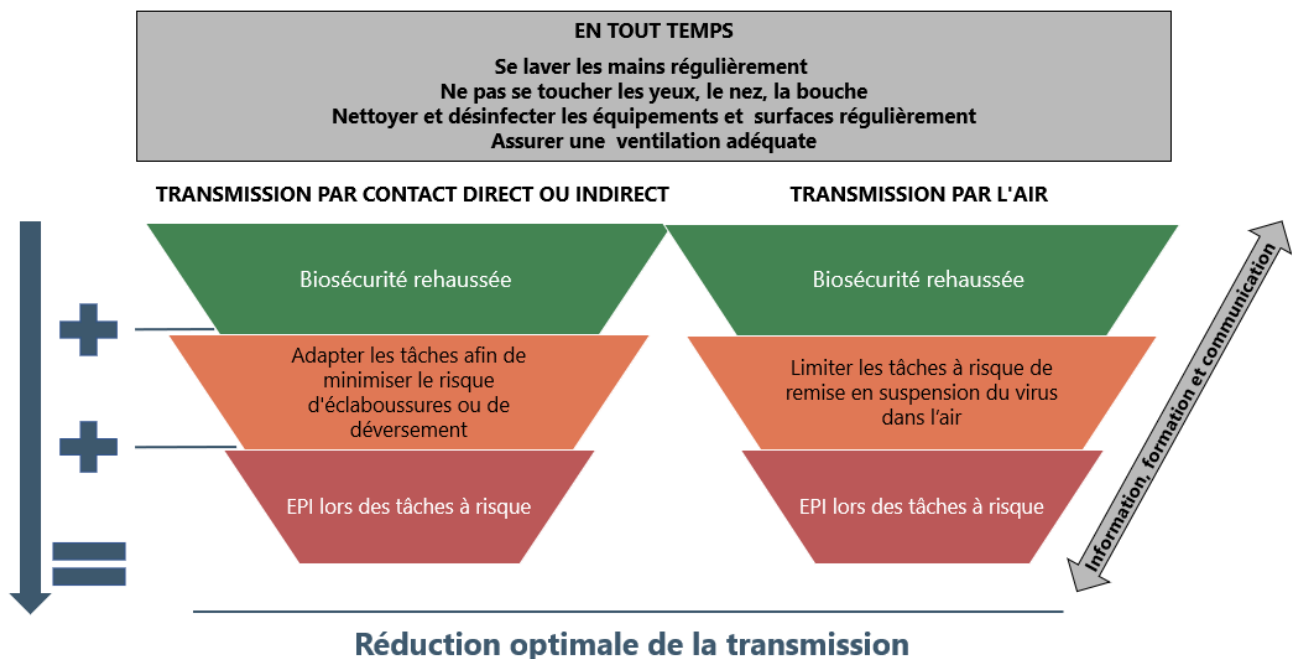 EN TOUT TEMPS
Se laver les mains régulièrement
Ne pas se toucher les yeux, le nez, la bouche
Nettoyer et désinfecter les équipements et surfaces régulièrement
Assurer une ventilation adéquate
TRANSMISSION PAR CONTACT DIRECT OU INDIRECT
Biosécurité rehaussée
Adapter les tâches afin de
minimiser le risque
d'éclaboussures ou de
déversement
EPI lors des tâches à risque
TRANSMISSION PAR L'AIR
Biosécurité rehaussée
Limiter les tâches à risque de
remise en suspension du virus
dans l’air
EPI lors des tâches à risque
Information, formation et communication
Réduction optimale de la transmission